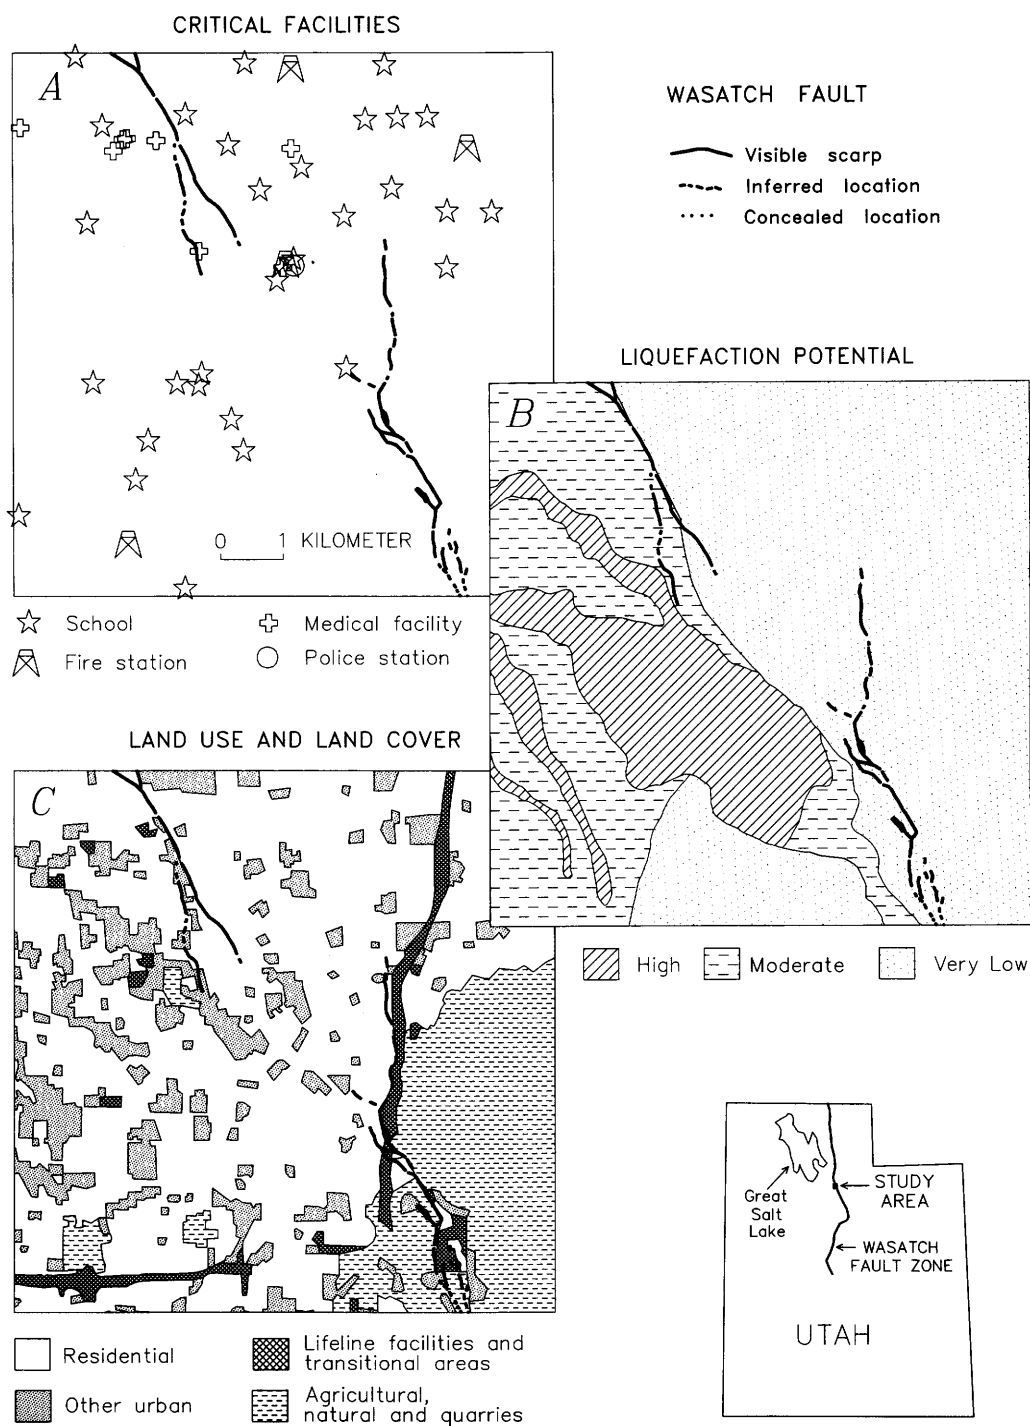 CRITICAL FACILITIES
A
WASATCH FAULT
Visible scarp
Inferred location
Concealed location
0 1 KILOMETER
School
Medical facility
Fire station
Police station
LIQUEFACTION POTENTIAL
B
High
Moderate
Very Low
LAND USE AND LAND COVER
C
Residential
Lifeline facilities and
transitional areas
Other urban
Agricultural,
natural and quarries
Great
Salt
Lake
STUDY
AREA
WASATCH
FAULT ZONE
UTAH